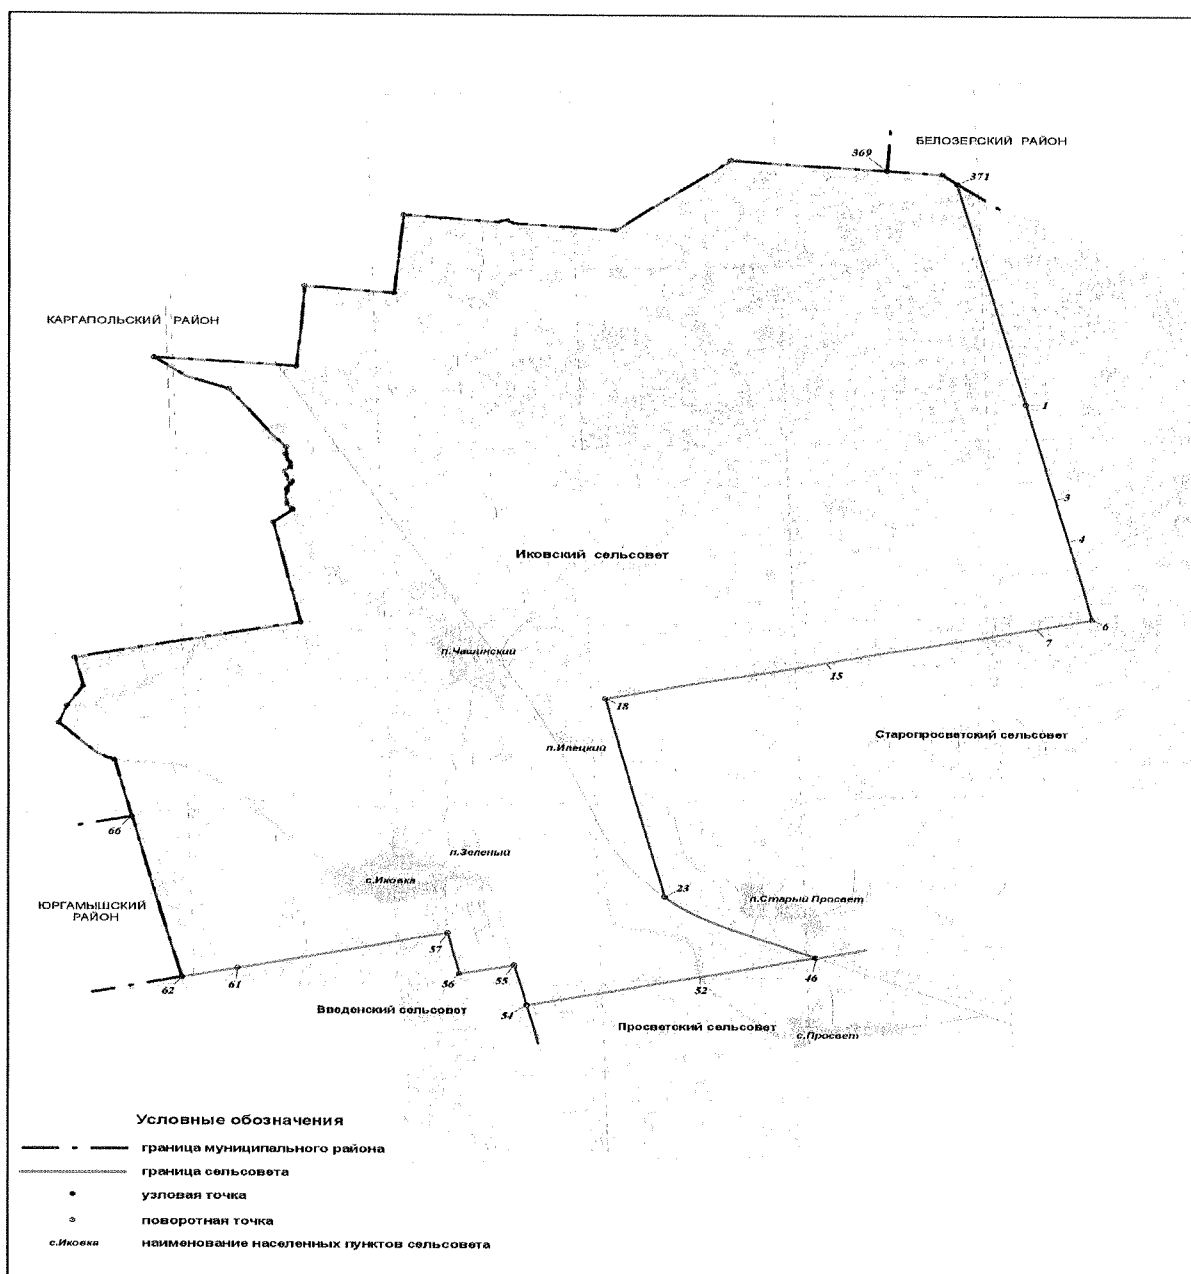 БЕЛОЗЕРСКИЙ РАЙОН
369
371
КАРГАПОЛЬСКИЙ РАЙОН
1
3
Иковский сельсовет
4
6
7
п.Чашинский
15
18
Старопросветский сельсовет
п.Илецкий
66
п.Зеленый
с.Иковка
23
п.Старый Просвет
ЮРГАМЫШСКИЙ
РАЙОН
57
46
62
61
56
55
52
54
Введенский сельсовет
Просветский сельсовет
с.Просвет
Условные обозначения
граница муниципального района
граница сельсовета
узловая точка
поворотная точка
с.Иковка наименование населенных пунктов сельсовета